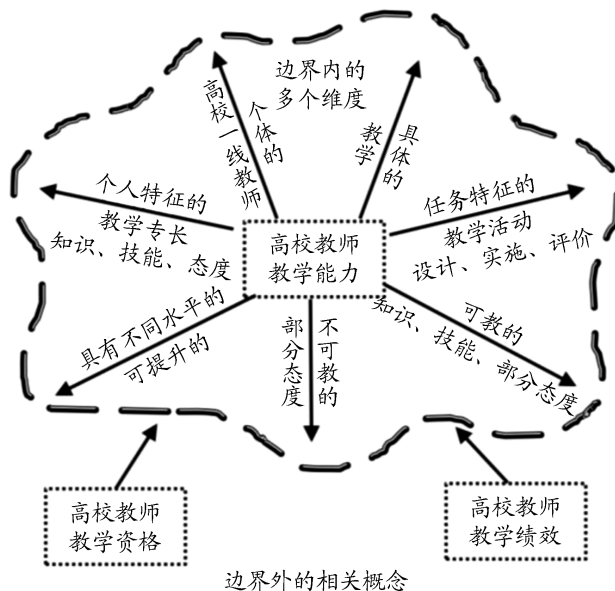 边界内的
多个维度
个体的
高校一线教师
具体的
教学
个人特征的
教学专长
知识、技能、态度
任务特征的
教学活动
设计、实施、评价
高校教师
教学能力
具有不同水平的
可提升的
不可教的
部分态度
可教的
知识、技能、部分态度
高校教师
教学资格
高校教师
教学绩效
边界外的相关概念